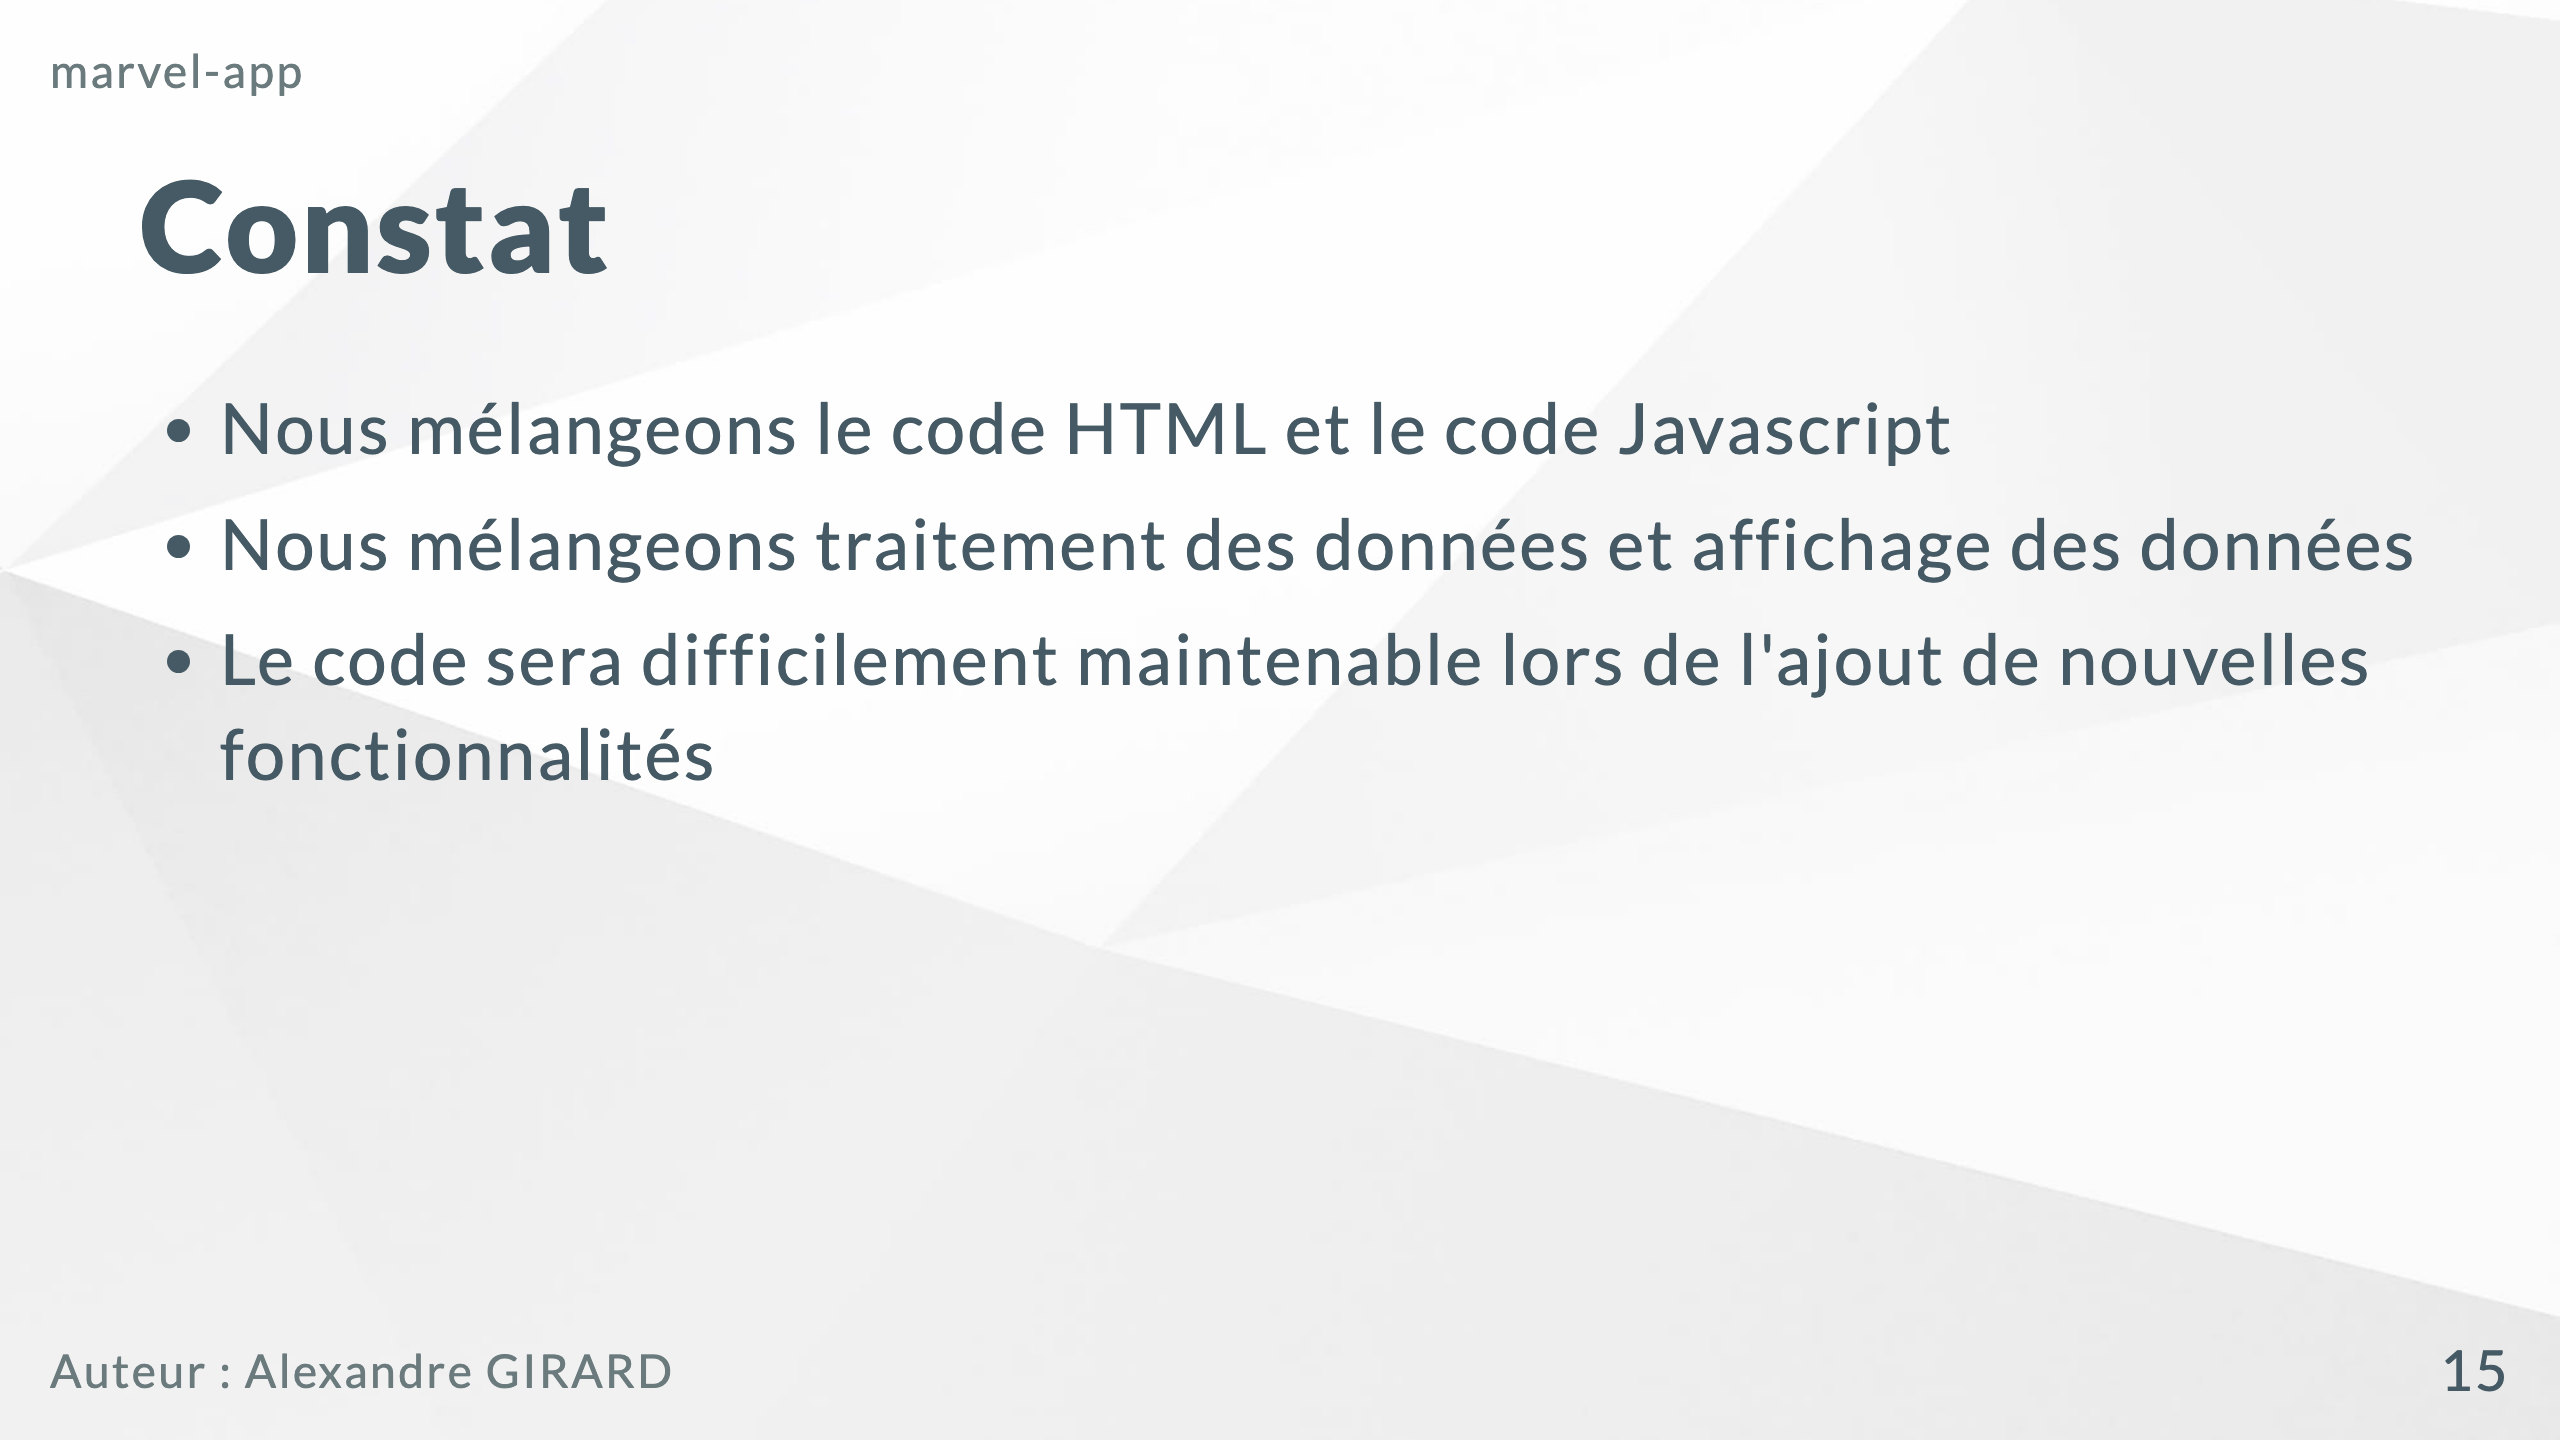 marvel-app
Constat
• Nous mélangeons le code HTML et le code Javascript
• Nous mélangeons traitement des données et affichage des données
• Le code sera difficilement maintenable lors de l'ajout de nouvelles
fonctionnalités
Auteur : Alexandre GIRARD
15